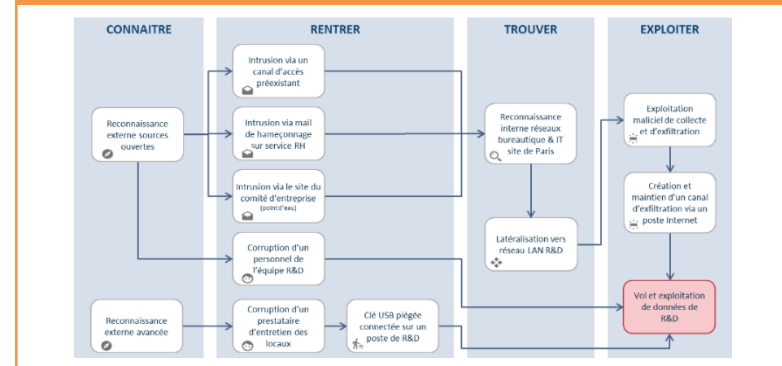 CONNAITRE
RENTRER
TROUVER
EXPLOITER
Reconnaissance
externe sources
ouvertes
Reconnaissance
externe avancée
Intrusion via un
canal d'accès
préexistant
Intrusion via mail
de hameçonnage
sur service RH
Intrusion via le site du
comité d'entreprise
(point d'eau)
Corruption d'un
personnel de
l'équipe R&D
Corruption d'un
prestataire
d'entretien des
locaux
Clé USB piégée
connectée sur un
poste de R&D
Reconnaissance
interne réseaux
bureautique & IT
site de Paris
Latéralisation vers
réseau LAN R&D
Exploitation
maliciel de collecte
et d'exfiltration
Création et
maintien d'un canal
d'exfiltration via un
poste Internet
Vol et exploitation
de données de
R&D